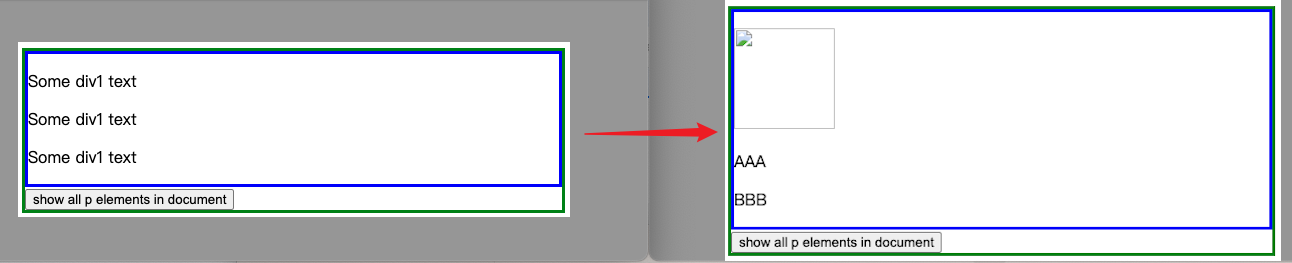 Some div1 text
Some div1 text
Some div1 text
show all p elements in document
AAA
BBB
show all p elements in document